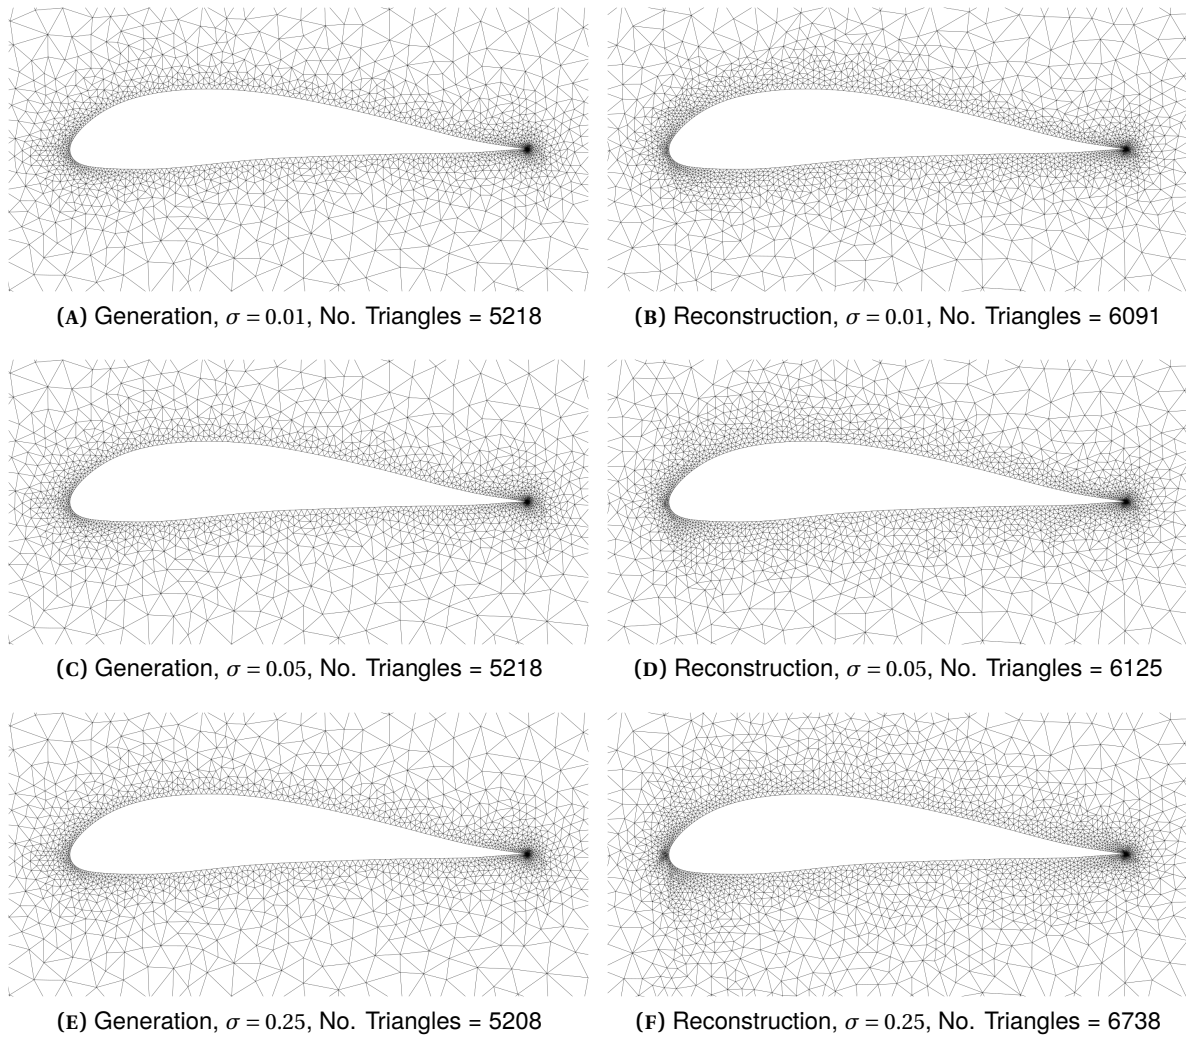 (A) Generation, σ = 0.01, No. Triangles = 5218
(B) Reconstruction, σ = 0.01, No. Triangles = 6091
(C) Generation, σ = 0.05, No. Triangles = 5218
(D) Reconstruction, σ = 0.05, No. Triangles = 6125
(E) Generation, σ = 0.25, No. Triangles = 5208
(F) Reconstruction, σ = 0.25, No. Triangles = 6738